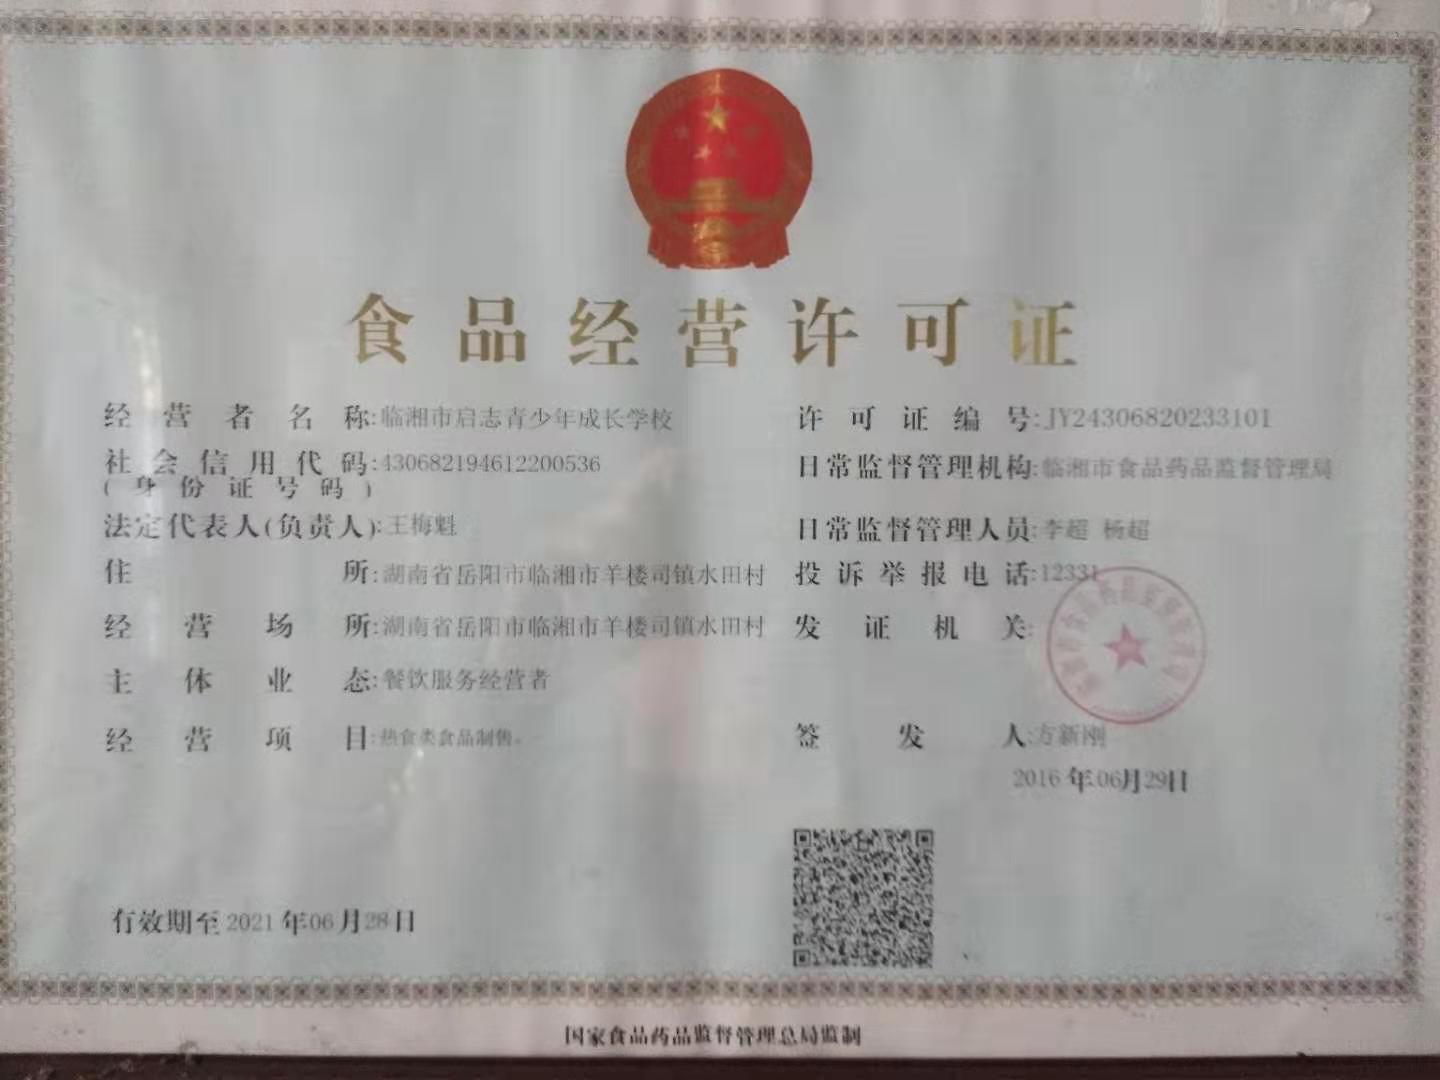 食品经营许可证
经营者名称:临湘市启志青少年成长学校
社会信用代码:430682194612200536
(身份证号码)
法定代表人(负责人):王梅魁
住所:湖南省岳阳市临湘市羊楼司镇水田村
经营场所:湖南省岳阳市临湘市羊楼司镇水田村
主体业态:餐饮服务经营者
经营项目:热食类食品制售。
许可证编号:JY24306820233101
日常监督管理机构:临湘市食品药品监督管理局
日常监督管理人员:李超 杨超
投诉举报电话:12331
发证机关:
签发人:方新刚
2016年06月29日
有效期至2021年06月28日
国家食品药品监督管理总局监制